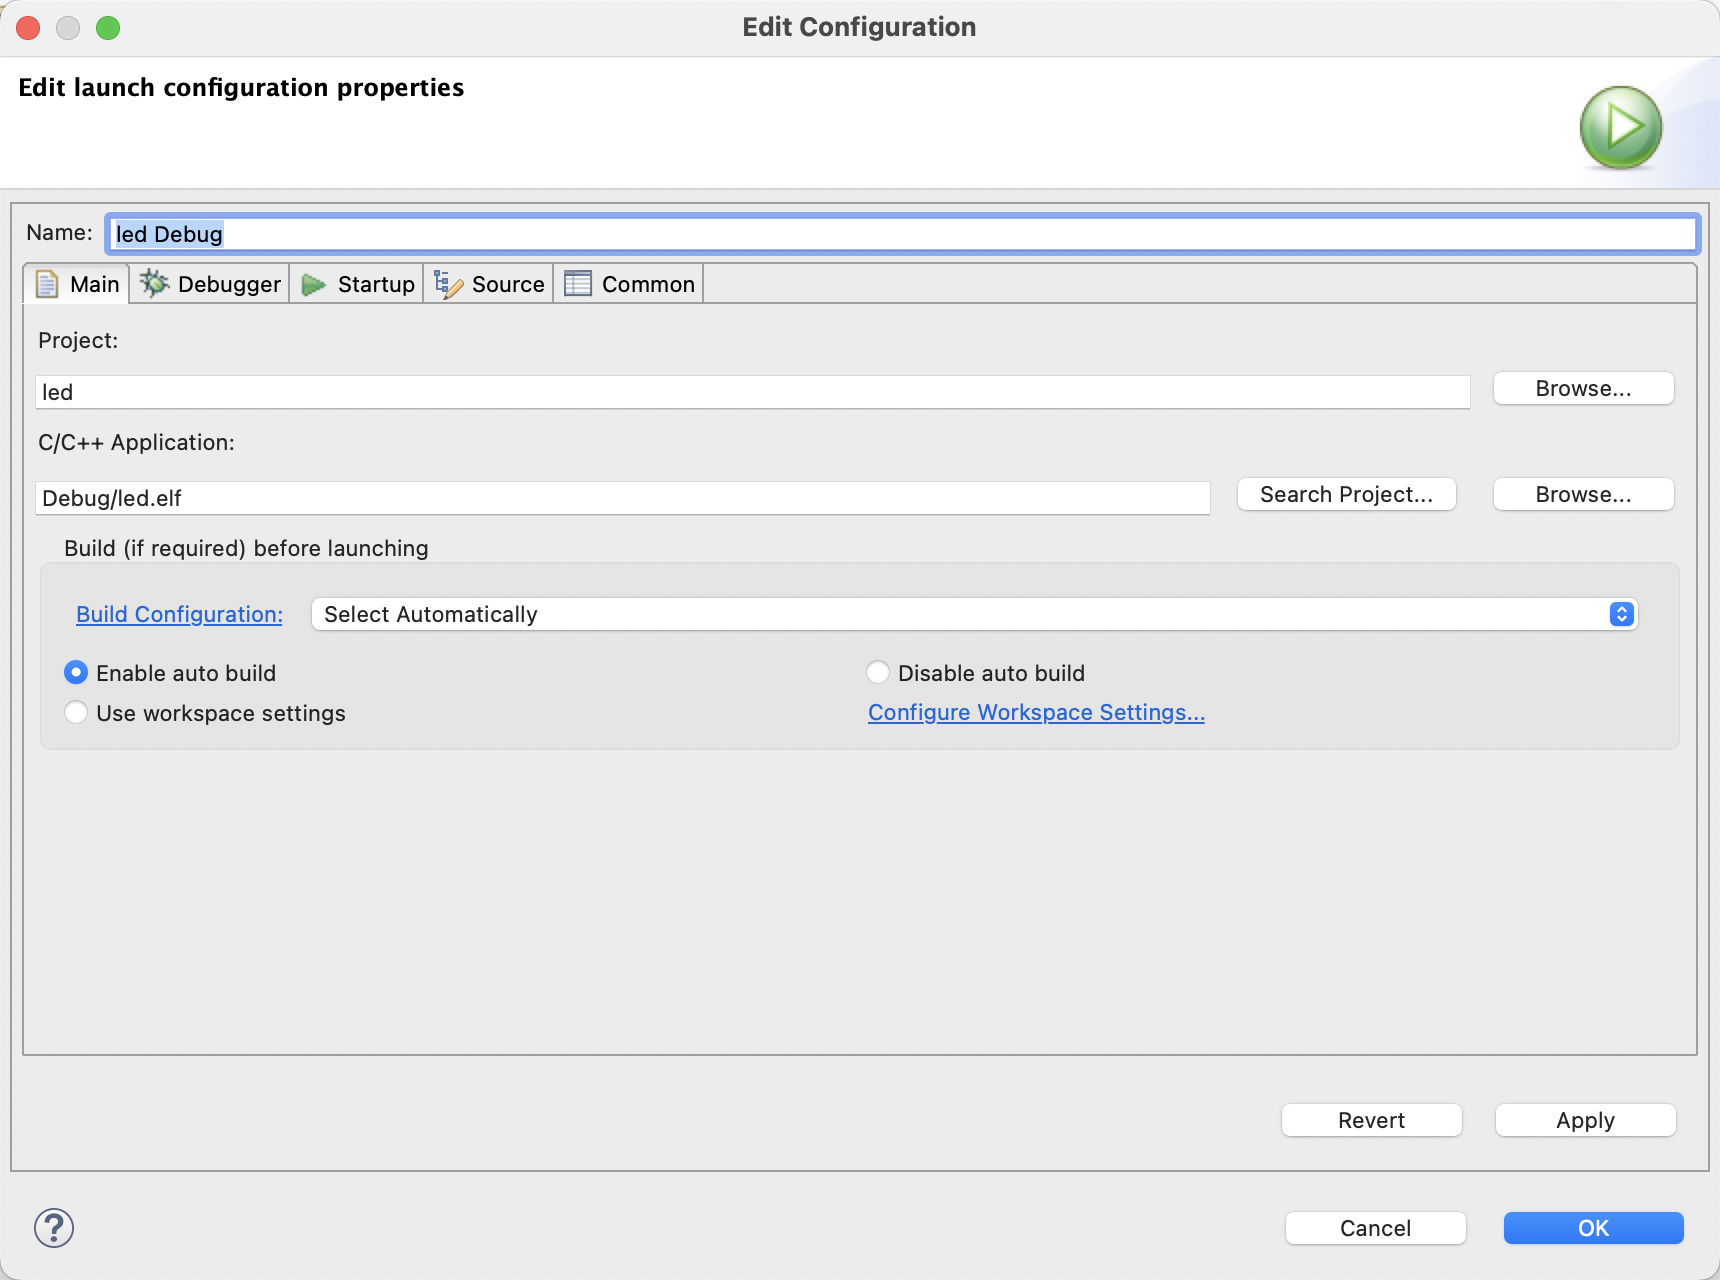 Edit Configuration
Edit launch configuration properties
Name: led Debug
Main Debugger Startup Source Common
Project:
led Browse...
C/C++ Application:
Debug/led.elf Search Project... Browse...
Build (if required) before launching
Build Configuration: Select Automatically
Enable auto build Disable auto build
Use workspace settings Configure Workspace Settings...
Revert Apply
? Cancel OK